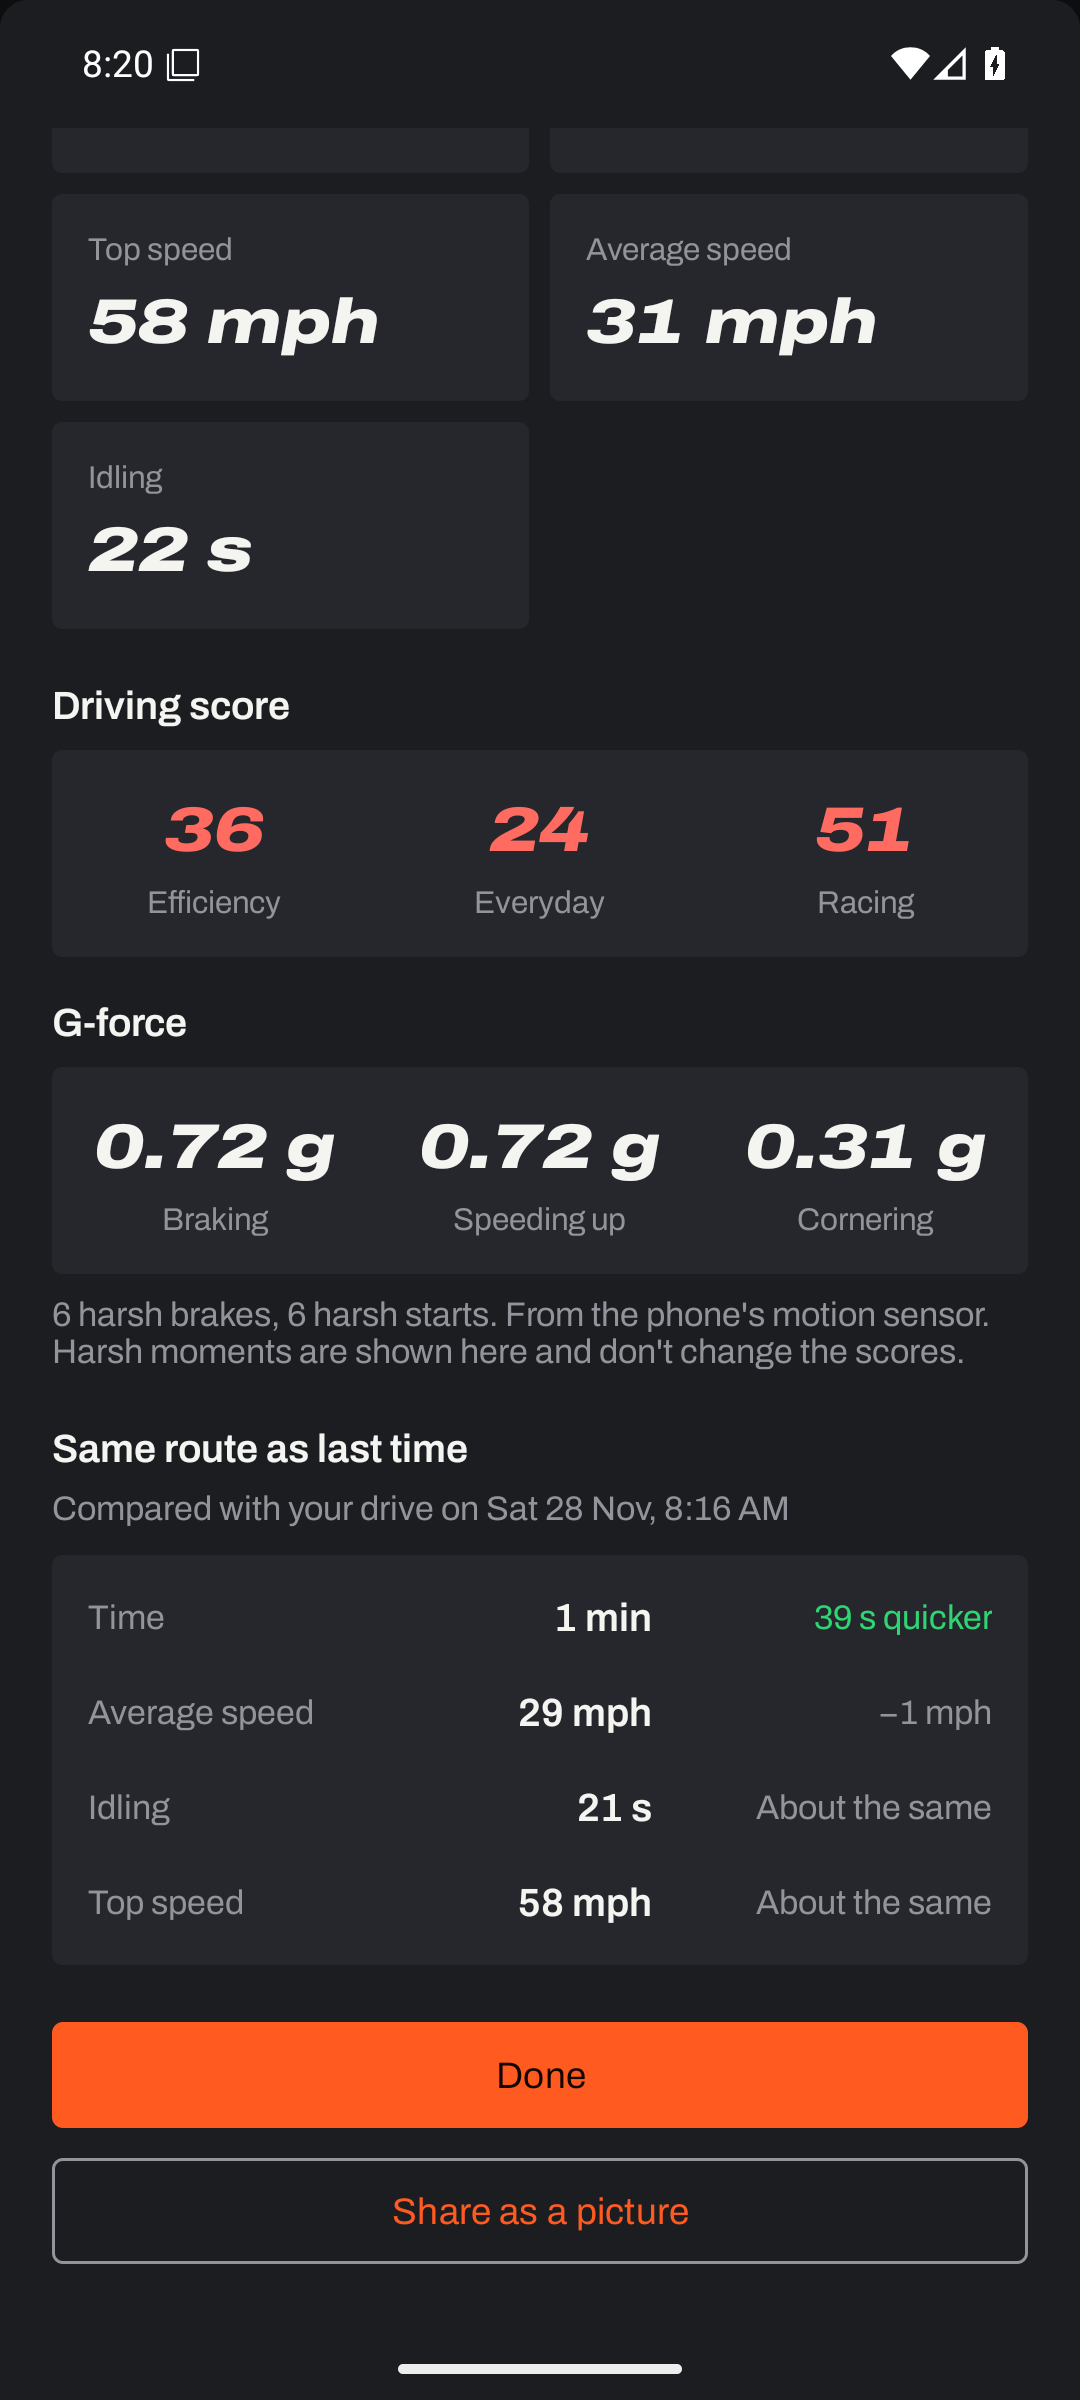 8:20
Top speed
58 mph
Average speed
31 mph
Idling
22 s
Driving score
36
Efficiency
24
Everyday
51
Racing
G-force
0.72 g
Braking
0.72 g
Speeding up
0.31 g
Cornering
6 harsh brakes, 6 harsh starts. From the phone's motion sensor.
Harsh moments are shown here and don't change the scores.
Same route as last time
Compared with your drive on Sat 28 Nov, 8:16 AM
Time 1 min 39 s quicker
Average speed 29 mph −1 mph
Idling 21 s About the same
Top speed 58 mph About the same
Done
Share as a picture